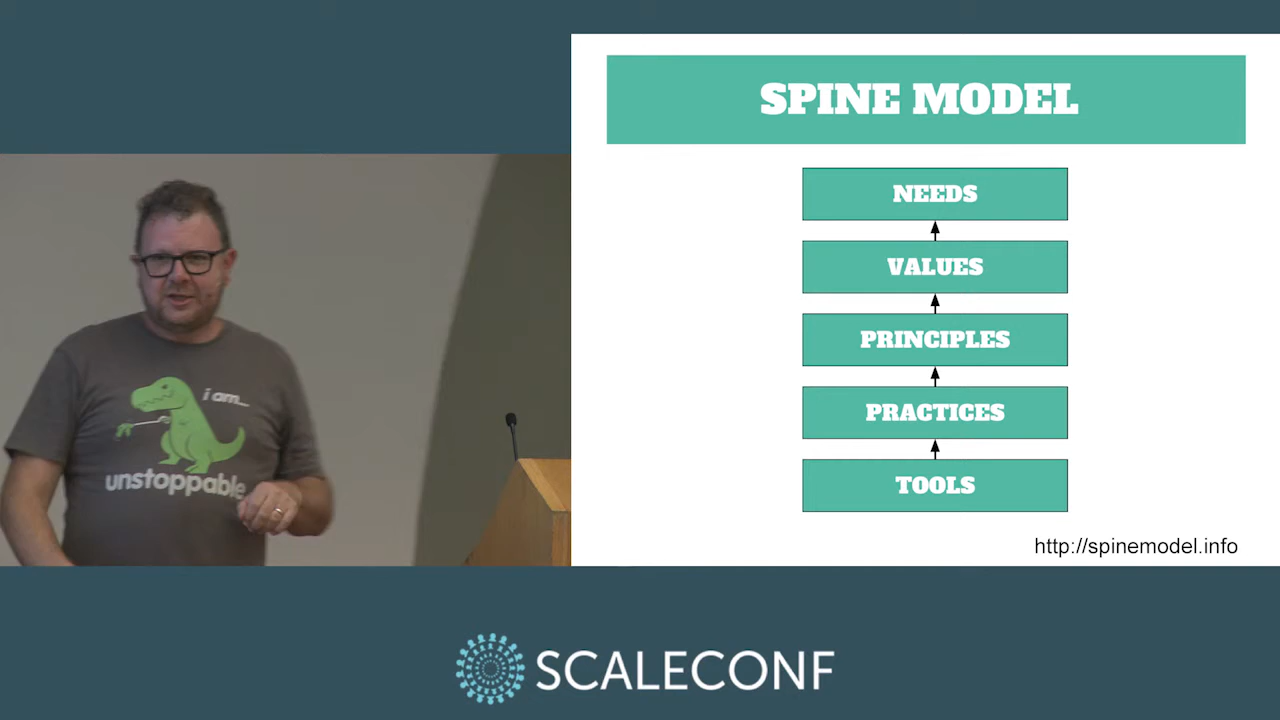 SPINE MODEL
NEEDS
VALUES
PRINCIPLES
PRACTICES
TOOLS
http://spinemodel.info
i am...
unstoppable
SCALECONF